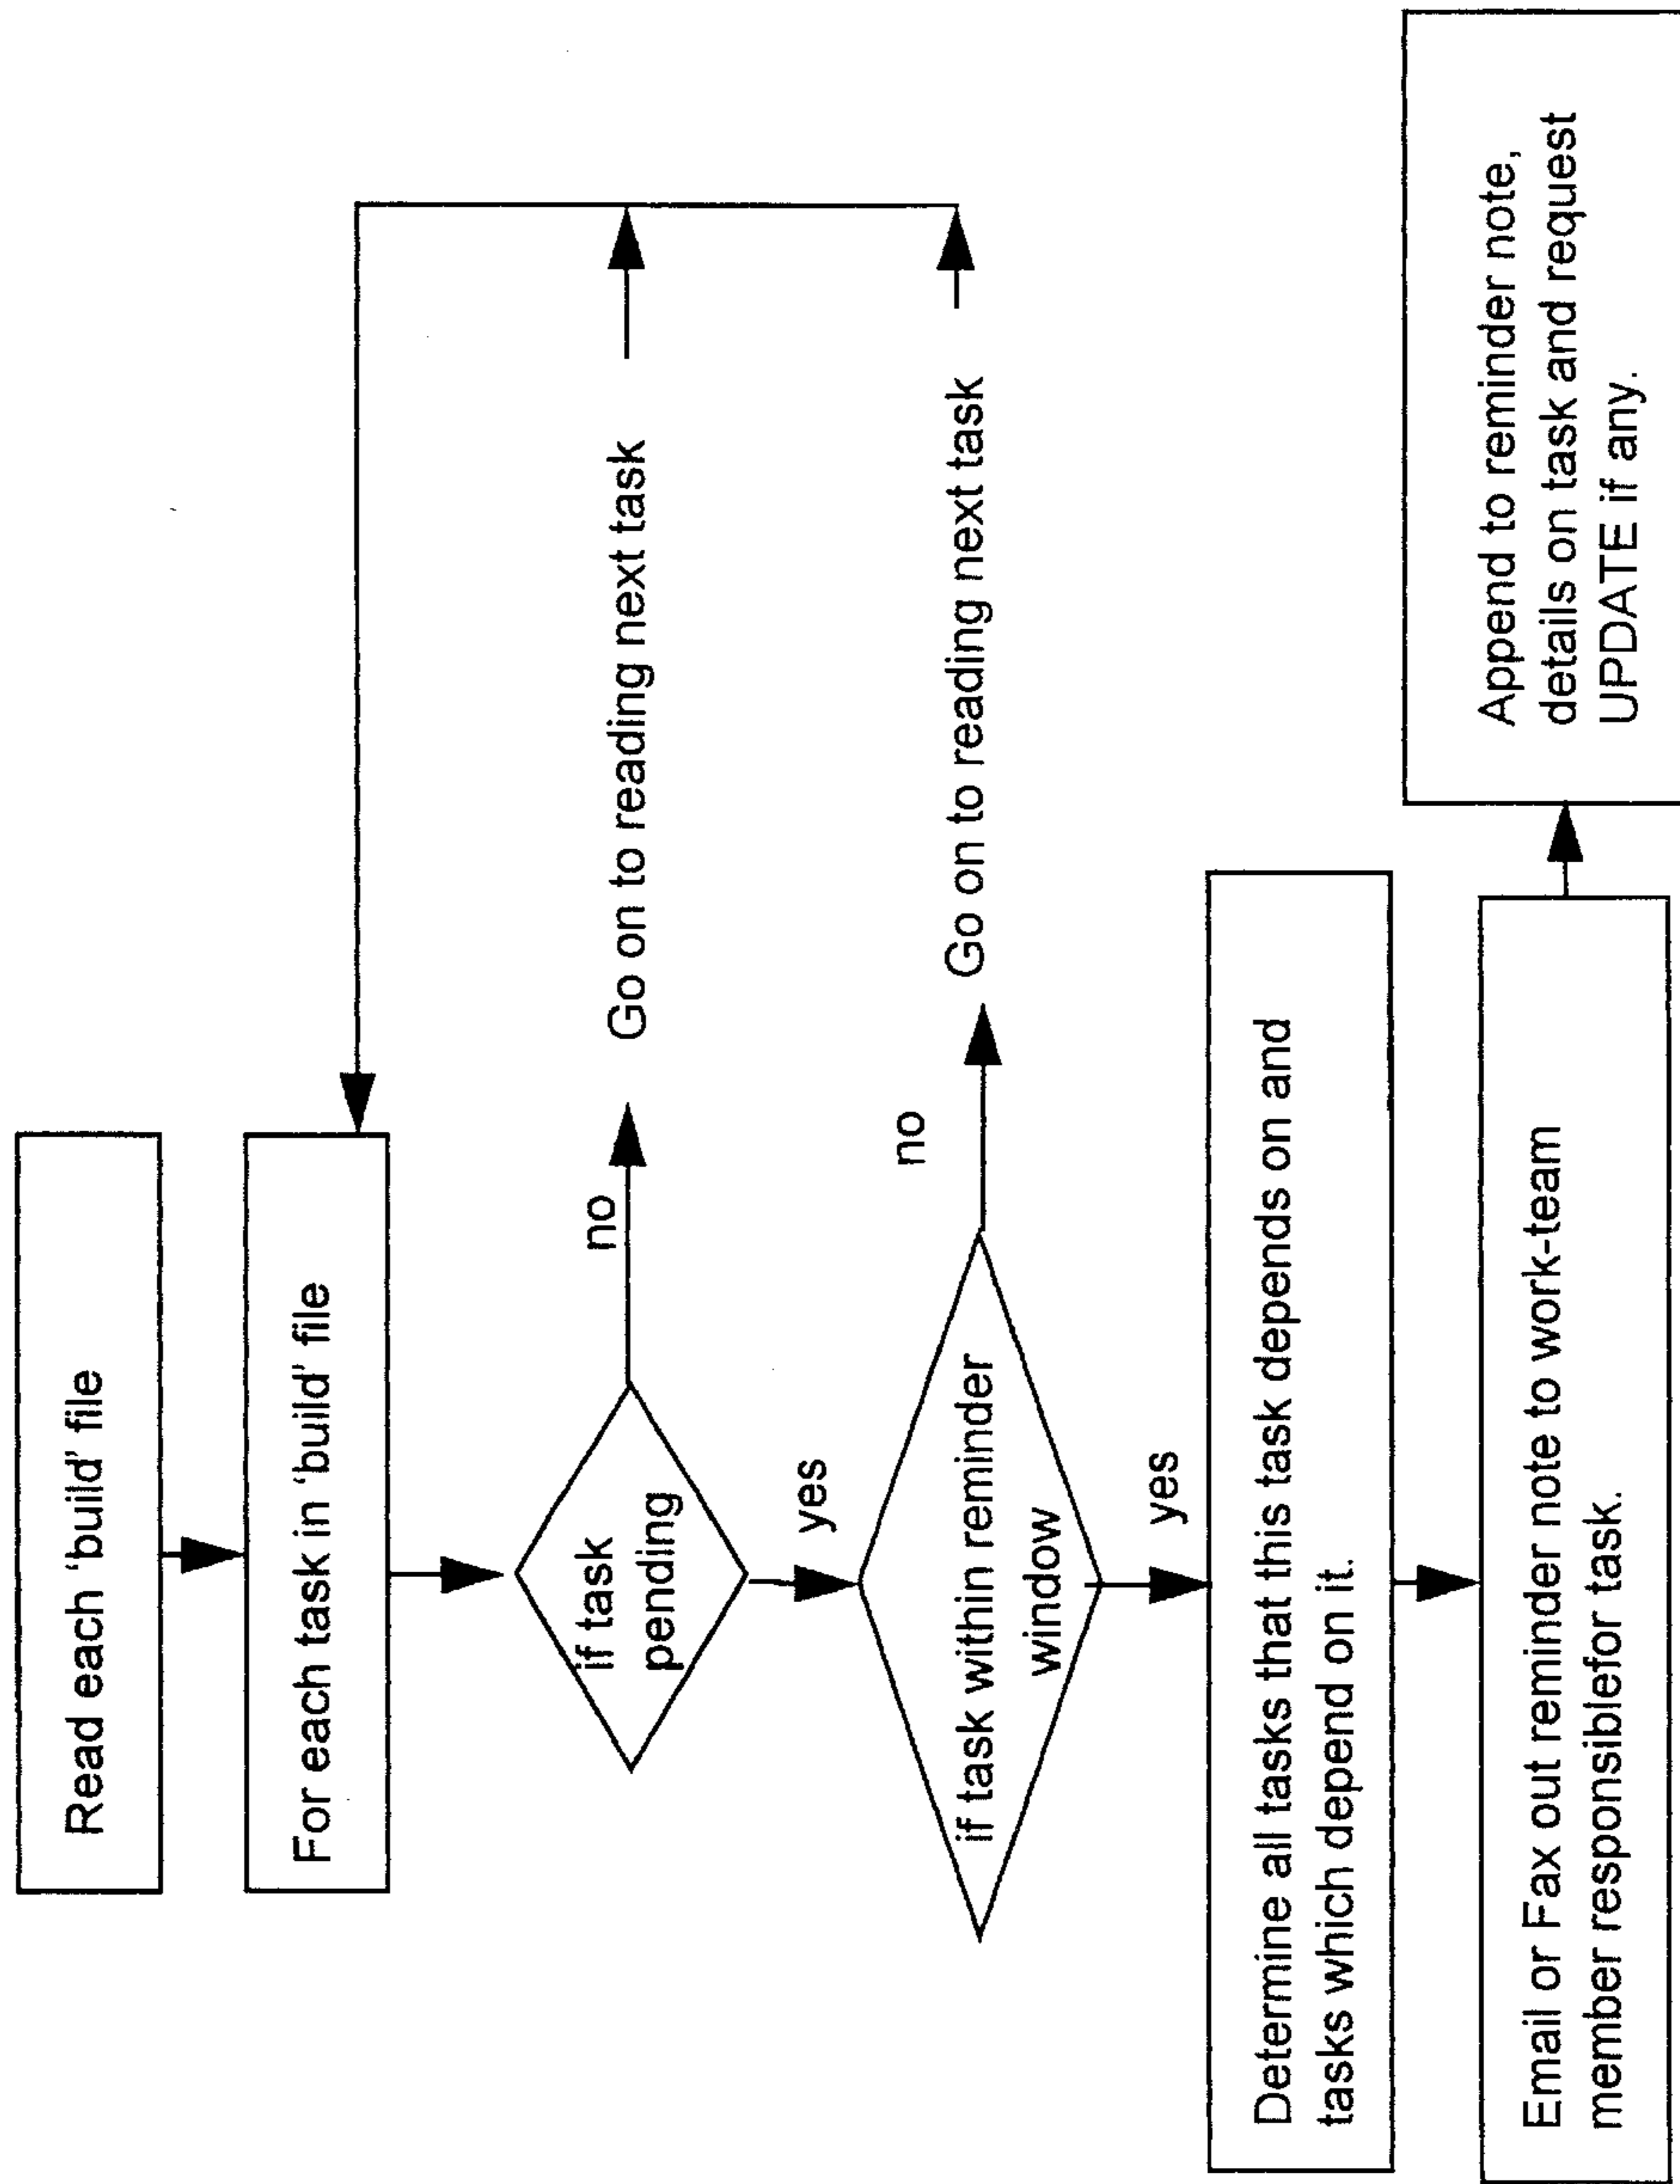 Read each 'build' file
For each task in 'build' file
if task
pending
no
Go on to reading next task
yes
if task within reminder
window
no
Go on to reading next task
yes
Determine all tasks that this task depends on and
tasks which depend on it.
Email or Fax out reminder note to work-team
member responsiblefor task.
Append to reminder note,
details on task and request
UPDATE if any.